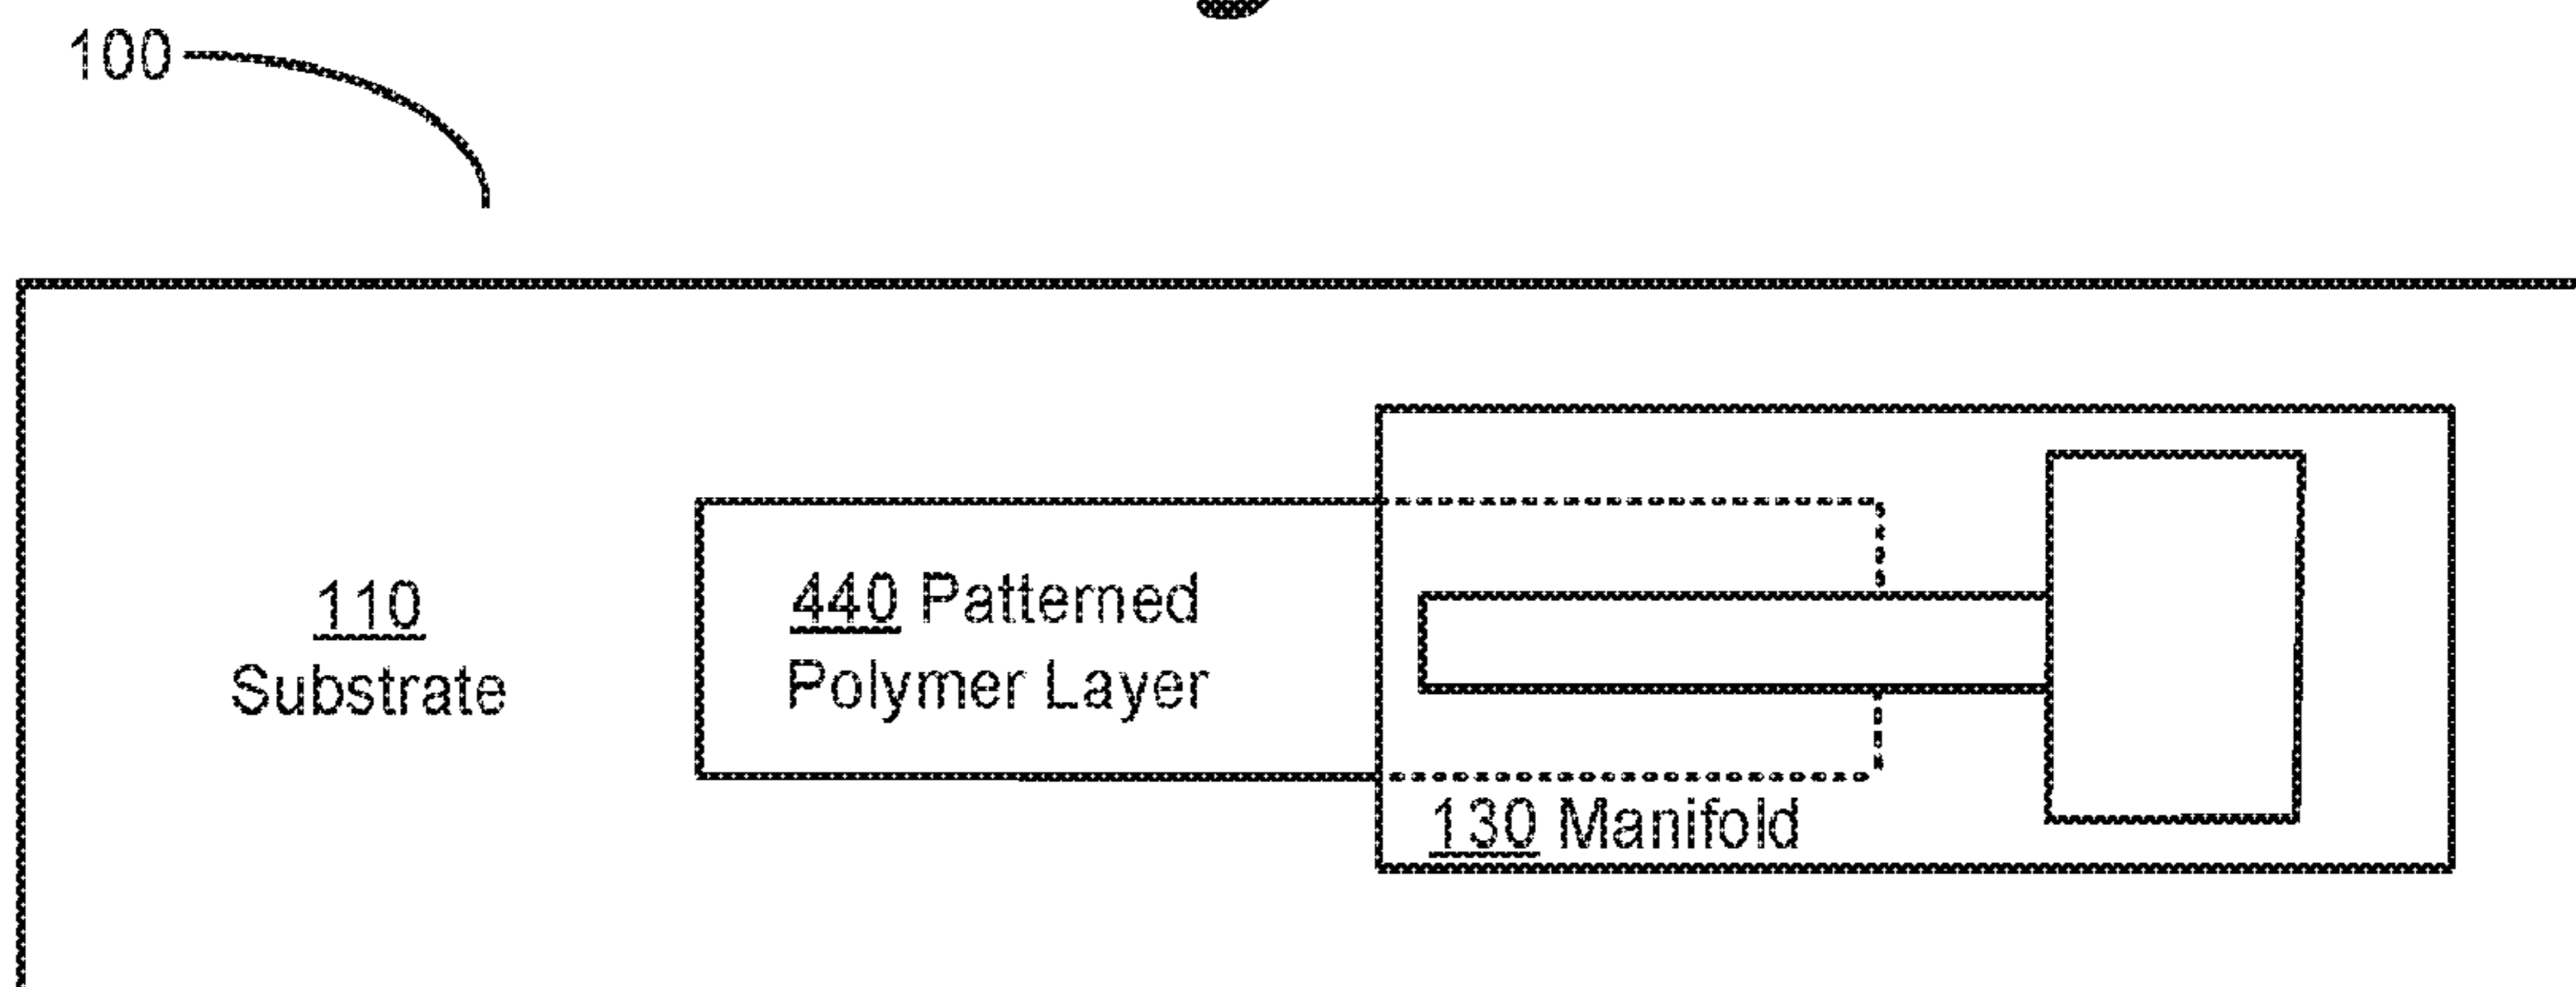 100
110
Substrate
440 Patterned
Polymer Layer
130 Manifold